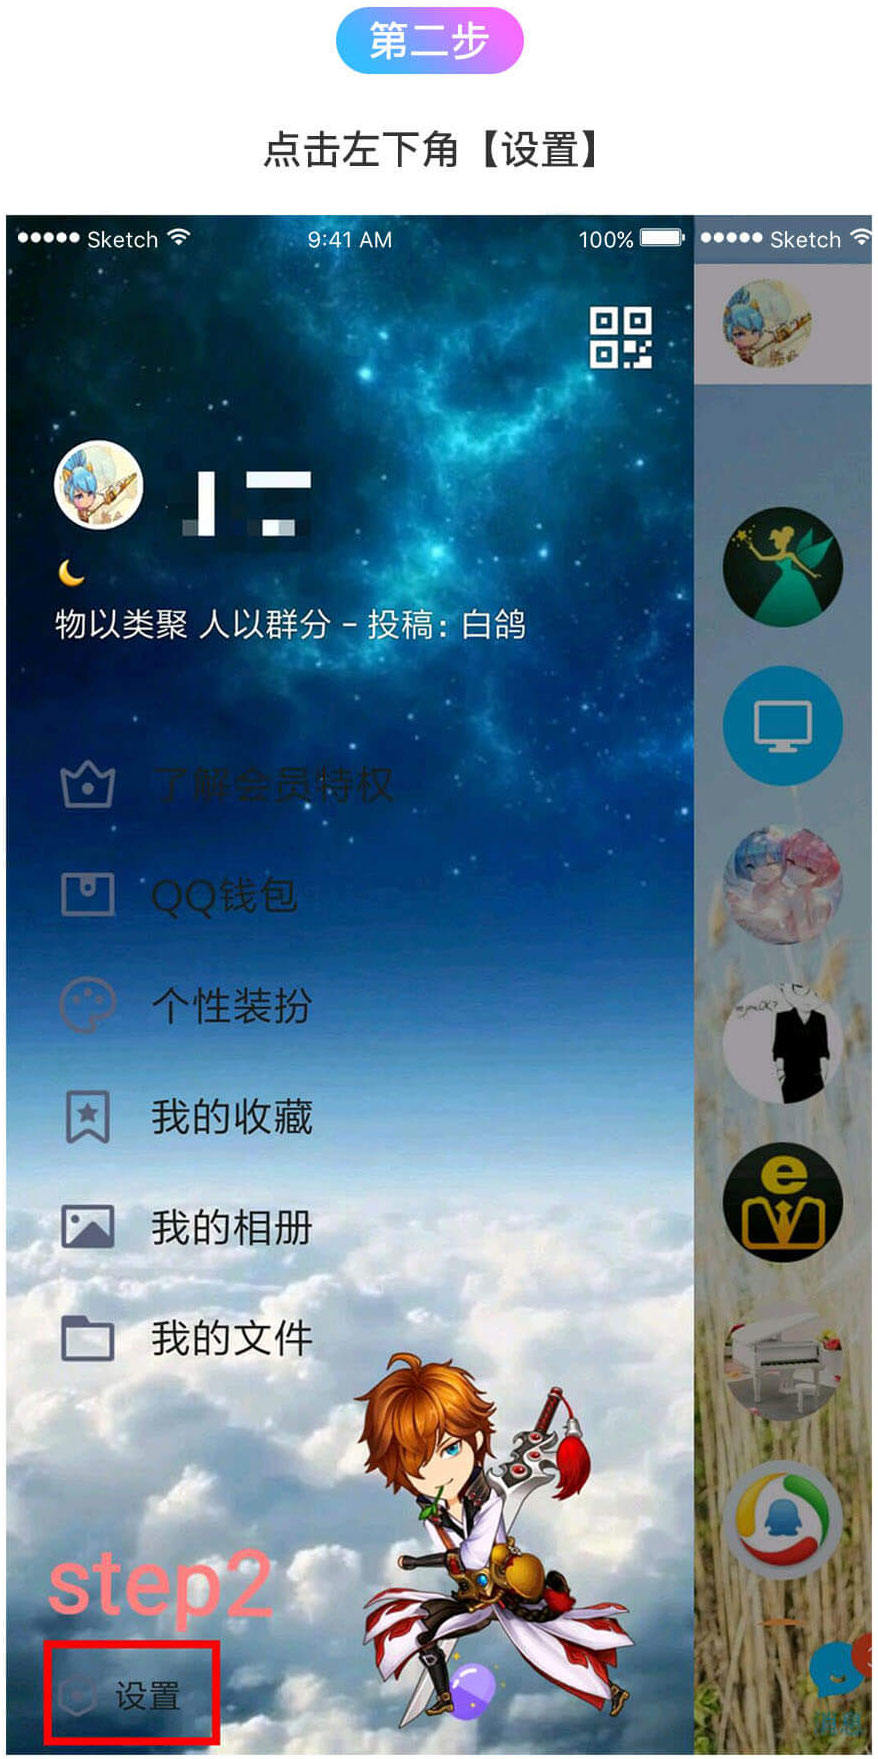 第二步
点击左下角【设置】
Sketch 9:41 AM 100% Sketch
物以类聚 人以群分 - 投稿: 白鸽
了解会员特权
QQ钱包
个性装扮
我的收藏
我的相册
我的文件
step2
设置
消息